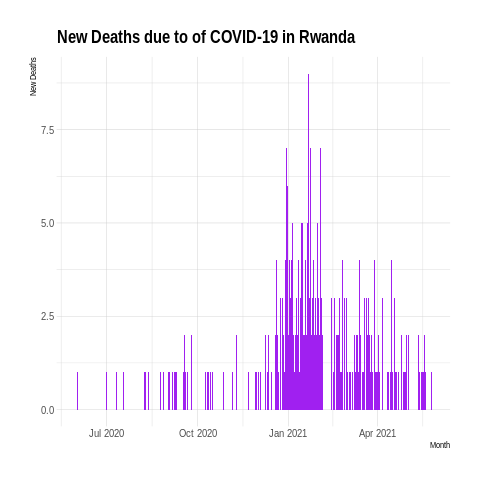 New Deaths due to of COVID-19 in Rwanda
New Deaths
7.5
5.0
2.5
0.0
Jul 2020 Oct 2020 Jan 2021 Apr 2021
Month